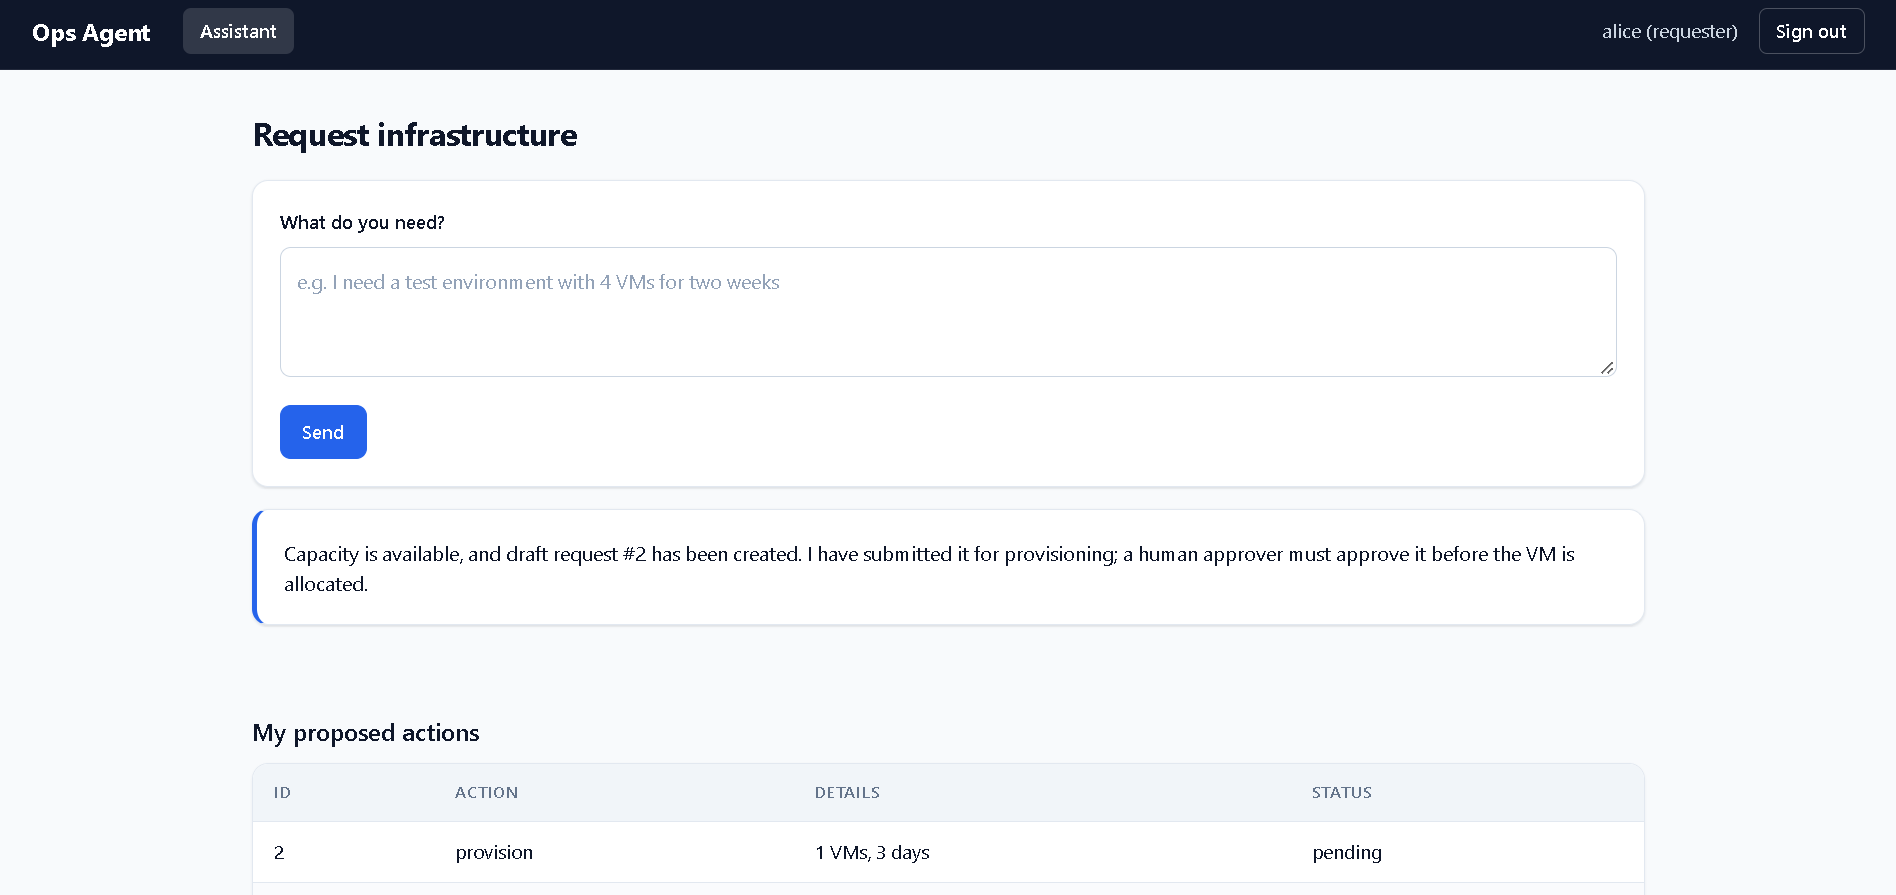 Ops Agent
Assistant
alice (requester)
Sign out
Request infrastructure
What do you need?
e.g. I need a test environment with 4 VMs for two weeks
Send
Capacity is available, and draft request #2 has been created. I have submitted it for provisioning; a human approver must approve it before the VM is
allocated.
My proposed actions
ID ACTION DETAILS STATUS
2 provision 1 VMs, 3 days pending